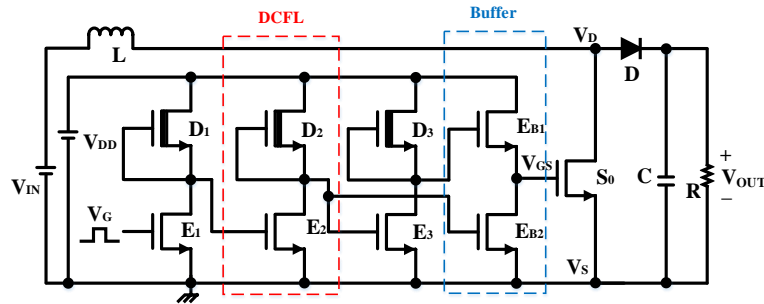 DCFL
Buffer
L
VD
D
D1
D2
D3
EB1
VDD
VGS
S0
C
R
+
VOUT
−
VIN
VG
E1
E2
E3
EB2
VS